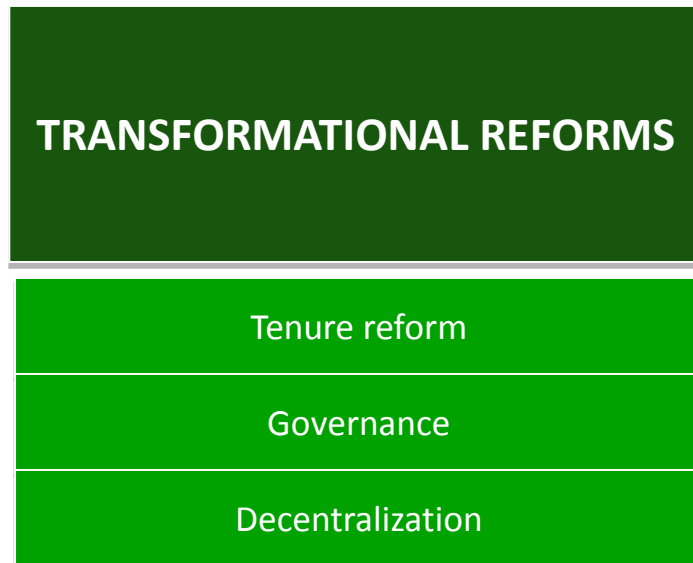 TRANSFORMATIONAL REFORMS
Tenure reform
Governance
Decentralization